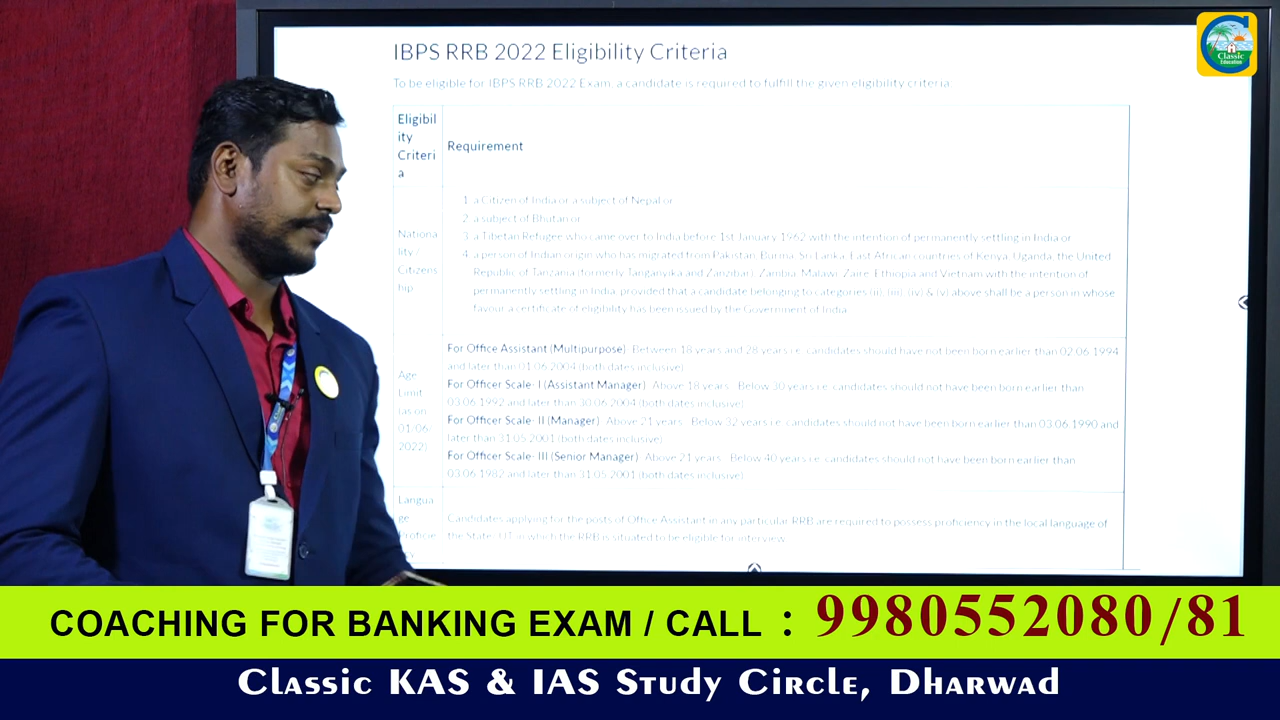 IBPS RRB 2022 Eligibility Criteria
To be eligible for IBPS RRB 2022 Exam, a candidate is required to fulfill the given eligibility criteria
Classic
Education
Eligibil
ity
Criteri
a
Requirement
Nationa
lity /
Citizens
hip
1 a Citizen of India or a subject of Nepal or
2 a subject of Bhutan or
3 a Tibetan Refugee who came over to India before 1st January 1962 with the intention of permanently settling in India or
4 a person of Indian origin who has migrated from Pakistan, Burma, Sri Lanka, East African countries of Kenya, Uganda, the United
Republic of Tanzania (formerly Tanganyika and Zanzibar), Zambia, Malawi, Zaire, Ethiopia and Vietnam with the intention of
permanently settling in India, provided that a candidate belonging to categories (ii), (iii), (iv) & (v) above shall be a person in whose
favour a certificate of eligibility has been issued by the Government of India
Age
Limit
(as on
01/06/
2022)
For Office Assistant (Multipurpose) Between 18 years and 28 years i.e. candidates should have not been born earlier than 02.06.1994
and later than 01.06.2004 (both dates inclusive)
For Officer Scale- I (Assistant Manager) Above 18 years - Below 30 years i.e. candidates should not have been born earlier than
03.06.1992 and later than 30.06.2004 (both dates inclusive)
For Officer Scale- II (Manager) Above 21 years - Below 32 years i.e. candidates should not have been born earlier than 03.06.1990 and
later than 31.05.2001 (both dates inclusive)
For Officer Scale- III (Senior Manager) Above 21 years - Below 40 years i.e. candidates should not have been born earlier than
03.06.1982 and later than 31.05.2001 (both dates inclusive)
Langua
ge
Proficie
Candidates applying for the posts of Office Assistant in any particular RRB are required to possess proficiency in the local language of
the State/UT in which the RRB is situated to be eligible for interview
COACHING FOR BANKING EXAM / CALL : 9980552080/81
Classic KAS & IAS Study Circle, Dharwad